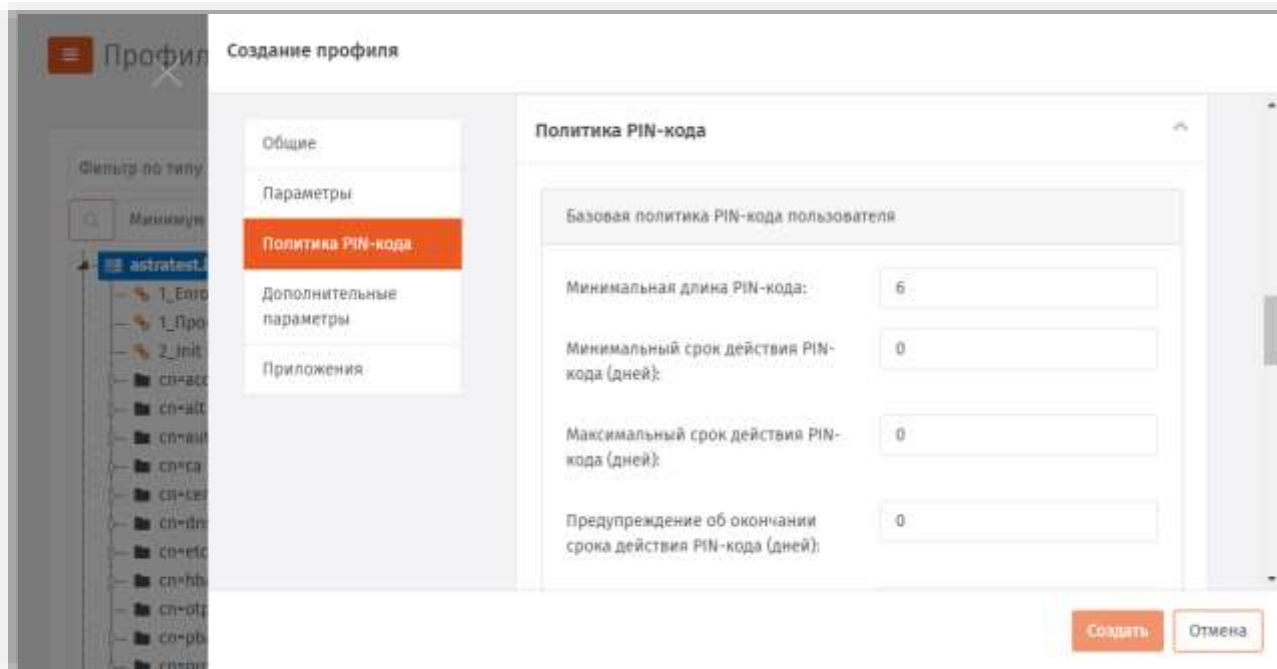 Профил
Создание профиля
Фильтр по типу
Минимум
astratest.l
1_Enro
1_Про
2_Init
cn=acc
cn=alt
cn=aut
cn=ca
cn=cer
cn=dns
cn=etc
cn=hba
cn=otp
cn=pb
Общие
Параметры
Политика PIN-кода
Дополнительные
параметры
Приложения
Политика PIN-кода
Базовая политика PIN-кода пользователя
Минимальная длина PIN-кода:
6
Минимальный срок действия PIN-
кода (дней):
0
Максимальный срок действия PIN-
кода (дней):
0
Предупреждение об окончании
срока действия PIN-кода (дней):
0
Создать
Отмена